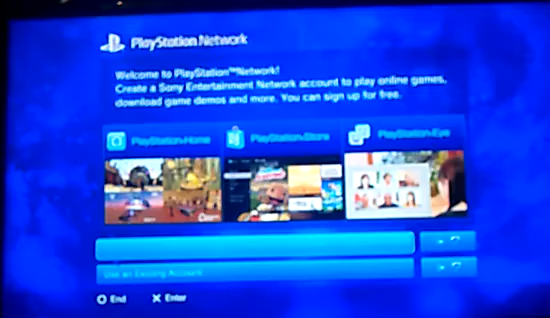 PlayStation Network
Welcome to PlayStation™Network!
Create a Sony Entertainment Network account to play online games,
download game demos and more. You can sign up for free.
PlayStation®Home PlayStation®Store PlayStation®Eye
Use an Existing Account
End Enter